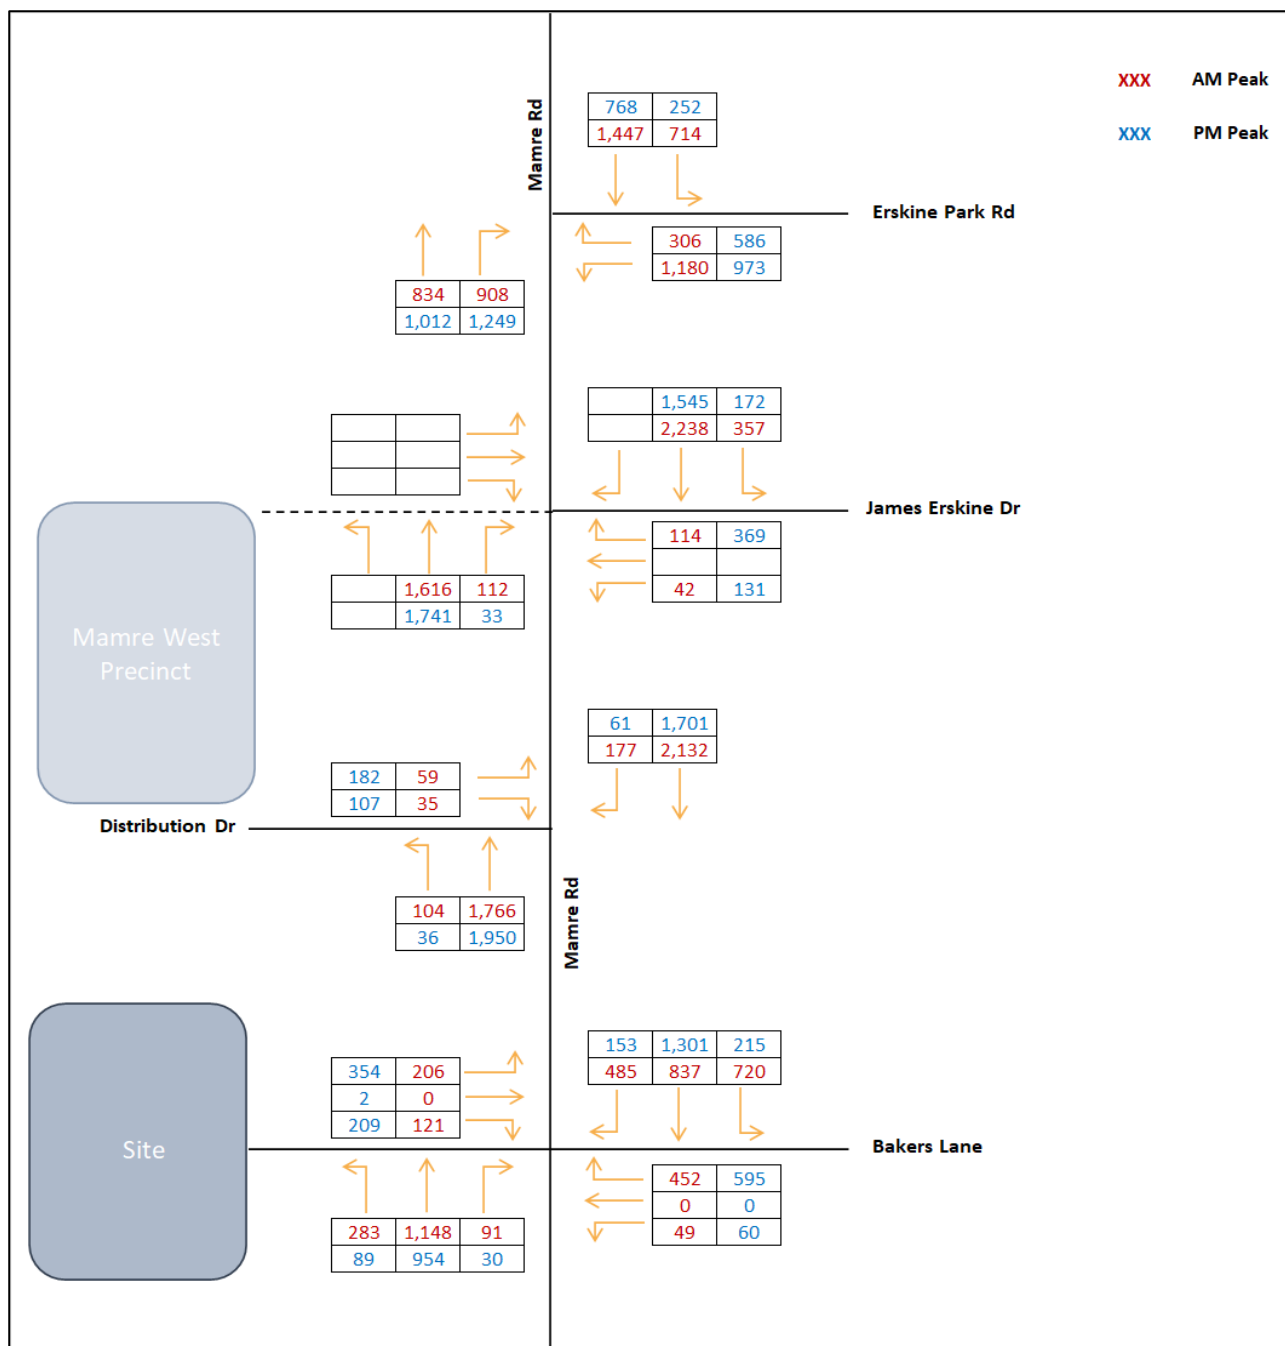 XXX AM Peak
Mamre Rd
768 252
1,447 714
XXX PM Peak
Erskine Park Rd
306 586
1,180 973
834 908
1,012 1,249
1,545 172
2,238 357
James Erskine Dr
114 369
42 131
1,616 112
1,741 33
Mamre West
Precinct
61 1,701
177 2,132
182 59
107 35
Distribution Dr
104 1,766
36 1,950
Mamre Rd
153 1,301 215
485 837 720
354 206
2 0
209 121
Site
Bakers Lane
452 595
0 0
49 60
283 1,148 91
89 954 30